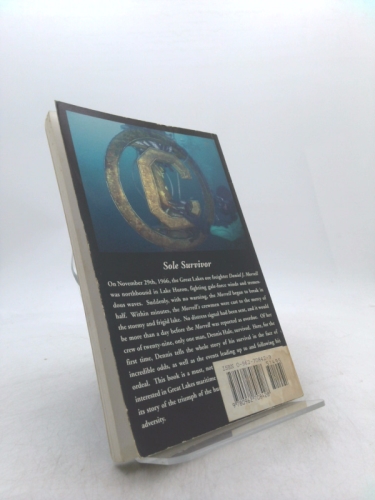 C
Sole Survivor
On November 29th, 1966, the Great Lakes ore freighter Daniel J. Morrell
was northbound in Lake Huron, fighting gale-force winds and tremen-
dous waves. Suddenly, with no warning, the Morrell began to break in
half. Within minutes, the Morrell's crewmen were cast to the mercy of
the stormy and frigid lake. No distress signal had been sent, and it would
be more than a day before the Morrell was reported as overdue. Of her
crew of twenty-nine, only one man, Dennis Hale, survived. Here, for the
first time, Dennis tells the whole story of his survival in the face of
incredible odds, as well as the events leading up to and following his
ordeal. This book is a must, not
interested in Great Lakes maritime
its story of the triumph of the hu
adversity.